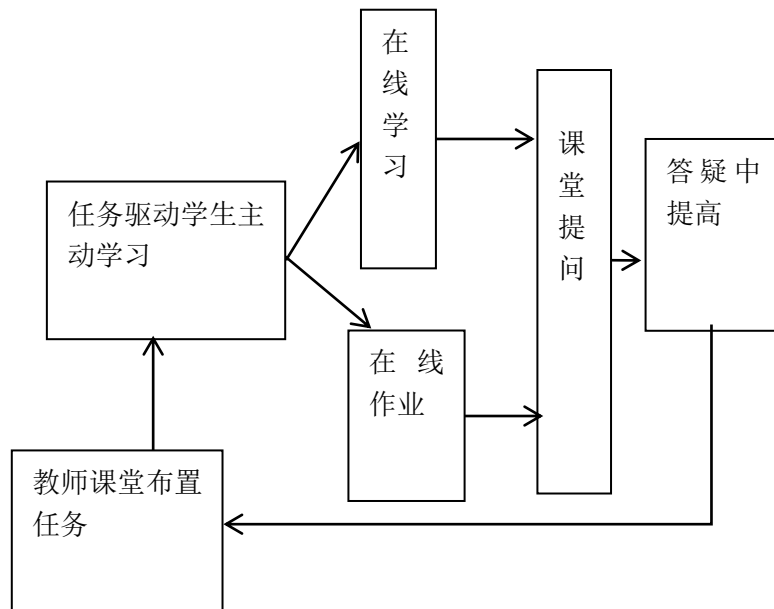 在
线
学
习
课
堂
提
问
答疑中
提高
任务驱动学生主
动学习
在 线
作业
教师课堂布置
任务